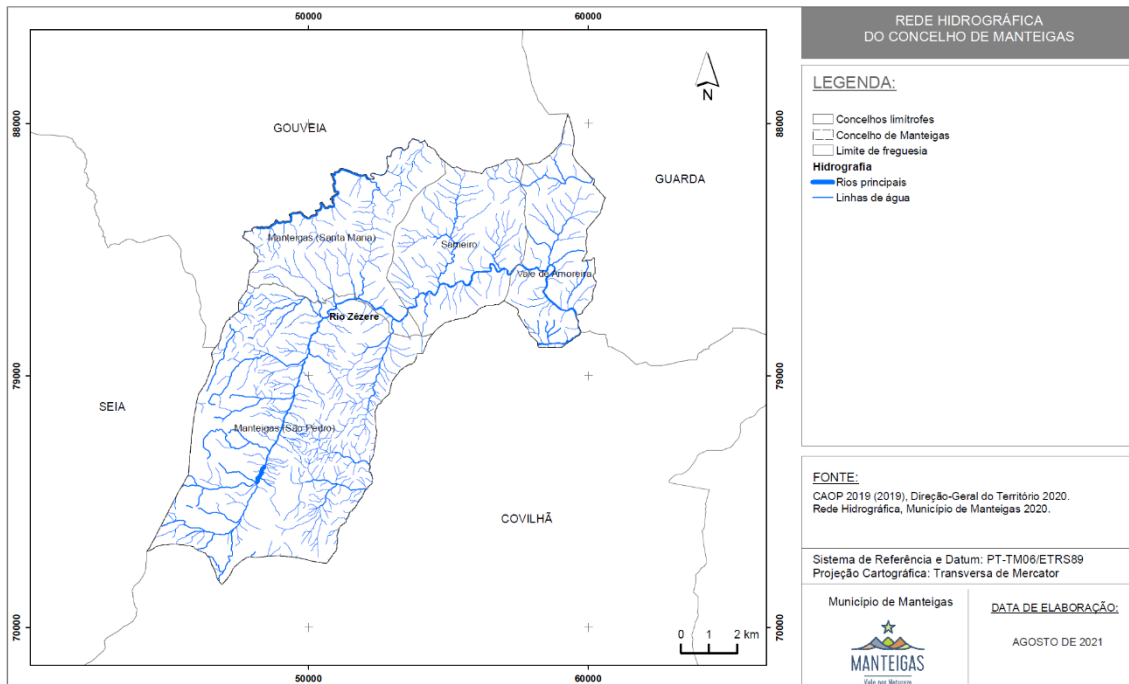 50000
60000
88000
79000
70000
88000
79000
70000
50000
60000
N
GOUVEIA
GUARDA
SEIA
COVILHÃ
Manteigas (Santa Maria)
Sameiro
Vale de Amoreira
Rio Zêzere
Manteigas (São Pedro)
0 1 2 km
REDE HIDROGRÁFICA
DO CONCELHO DE MANTEIGAS
LEGENDA:
Concelhos limítrofes
Concelho de Manteigas
Limite de freguesia
Hidrografia
Rios principais
Linhas de água
FONTE:
CAOP 2019 (2019), Direção-Geral do Território 2020.
Rede Hidrográfica, Município de Manteigas 2020.
Sistema de Referência e Datum: PT-TM06/ETRS89
Projeção Cartográfica: Transversa de Mercator
Município de Manteigas
MANTEIGAS
Vale por Natureza
DATA DE ELABORAÇÃO:
AGOSTO DE 2021